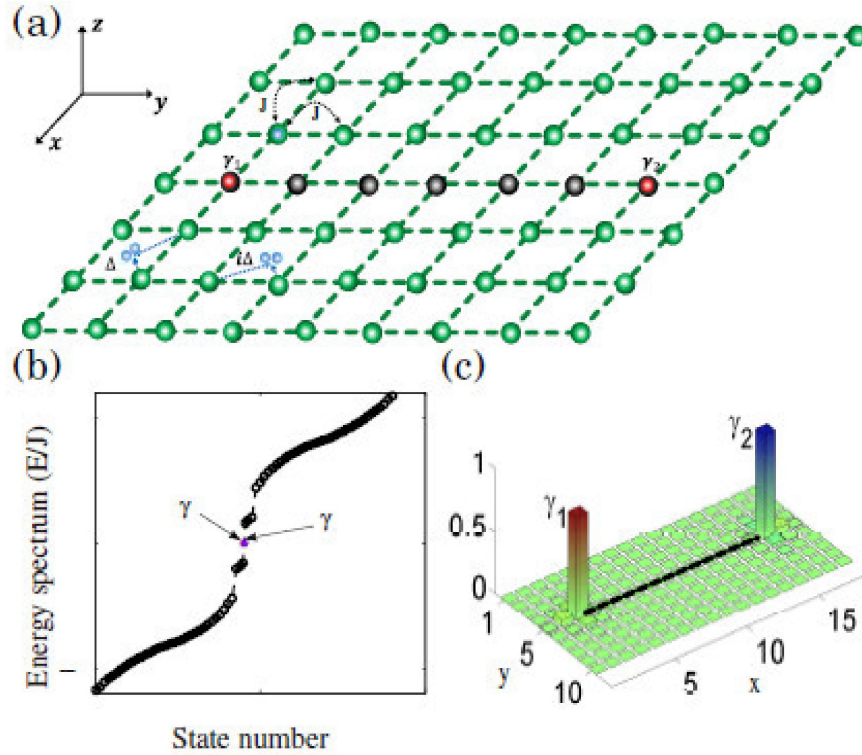 (a)
z
y
x
J
J
γ1
γ2
Δ
iΔ
(b)
(c)
Energy spectrum (E/J)
γ
γ
State number
γ1
γ2
1
0.5
0
1
5
10
y
5
10
15
x